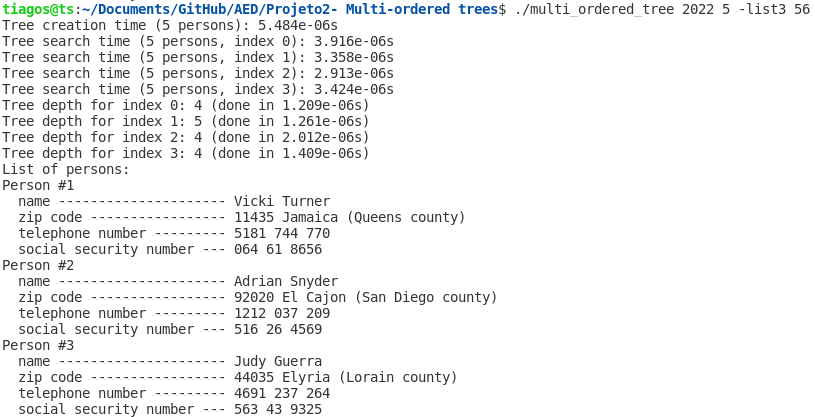 tiagos@ts:~/Documents/GitHub/AED/Projeto2- Multi-ordered trees$ ./multi_ordered_tree 2022 5 -list3 56
Tree creation time (5 persons): 5.484e-06s
Tree search time (5 persons, index 0): 3.916e-06s
Tree search time (5 persons, index 1): 3.358e-06s
Tree search time (5 persons, index 2): 2.913e-06s
Tree search time (5 persons, index 3): 3.424e-06s
Tree depth for index 0: 4 (done in 1.209e-06s)
Tree depth for index 1: 5 (done in 1.261e-06s)
Tree depth for index 2: 4 (done in 2.012e-06s)
Tree depth for index 3: 4 (done in 1.409e-06s)
List of persons:
Person #1
  name --------------------- Vicki Turner
  zip code ----------------- 11435 Jamaica (Queens county)
  telephone number --------- 5181 744 770
  social security number --- 064 61 8656
Person #2
  name --------------------- Adrian Snyder
  zip code ----------------- 92020 El Cajon (San Diego county)
  telephone number --------- 1212 037 209
  social security number --- 516 26 4569
Person #3
  name --------------------- Judy Guerra
  zip code ----------------- 44035 Elyria (Lorain county)
  telephone number --------- 4691 237 264
  social security number --- 563 43 9325